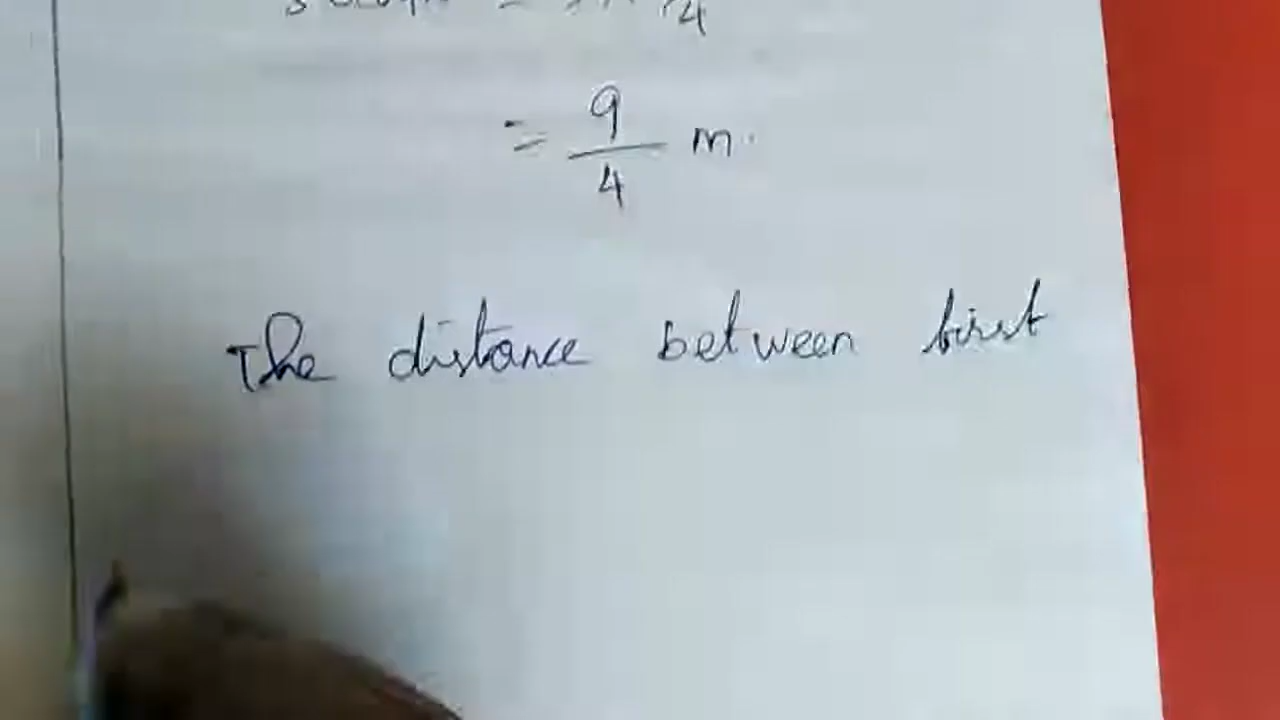 = 9/4 m.
The distance between first